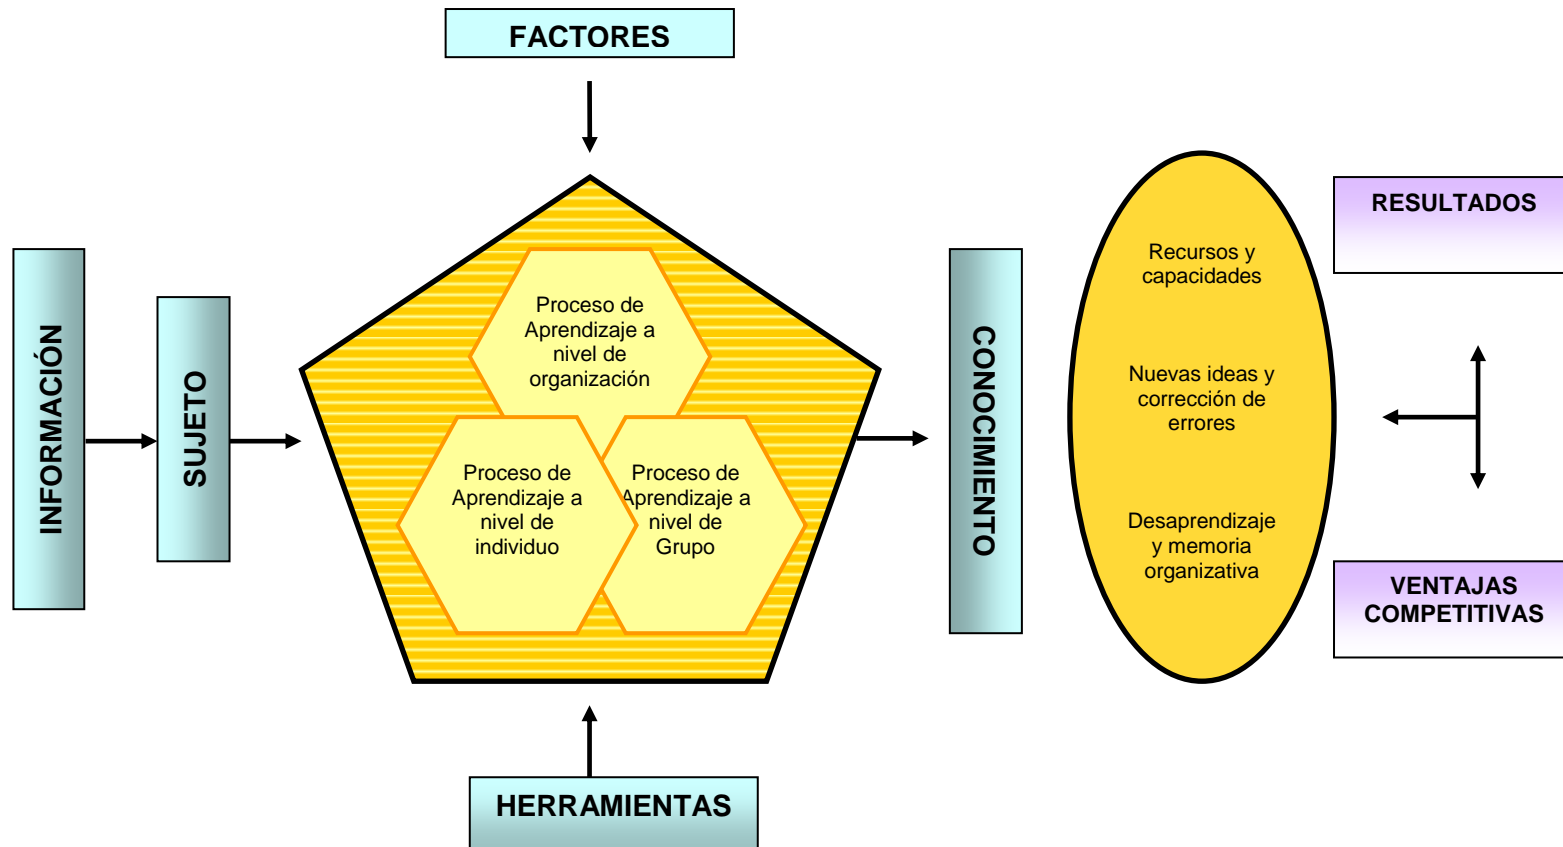 FACTORES
INFORMACIÓN
SUJETO
Proceso de
Aprendizaje a
nivel de
organización
Proceso de
Aprendizaje a
nivel de
individuo
Proceso de
Aprendizaje a
nivel de
Grupo
HERRAMIENTAS
CONOCIMIENTO
Recursos y
capacidades
Nuevas ideas y
corrección de
errores
Desaprendizaje
y memoria
organizativa
RESULTADOS
VENTAJAS
COMPETITIVAS